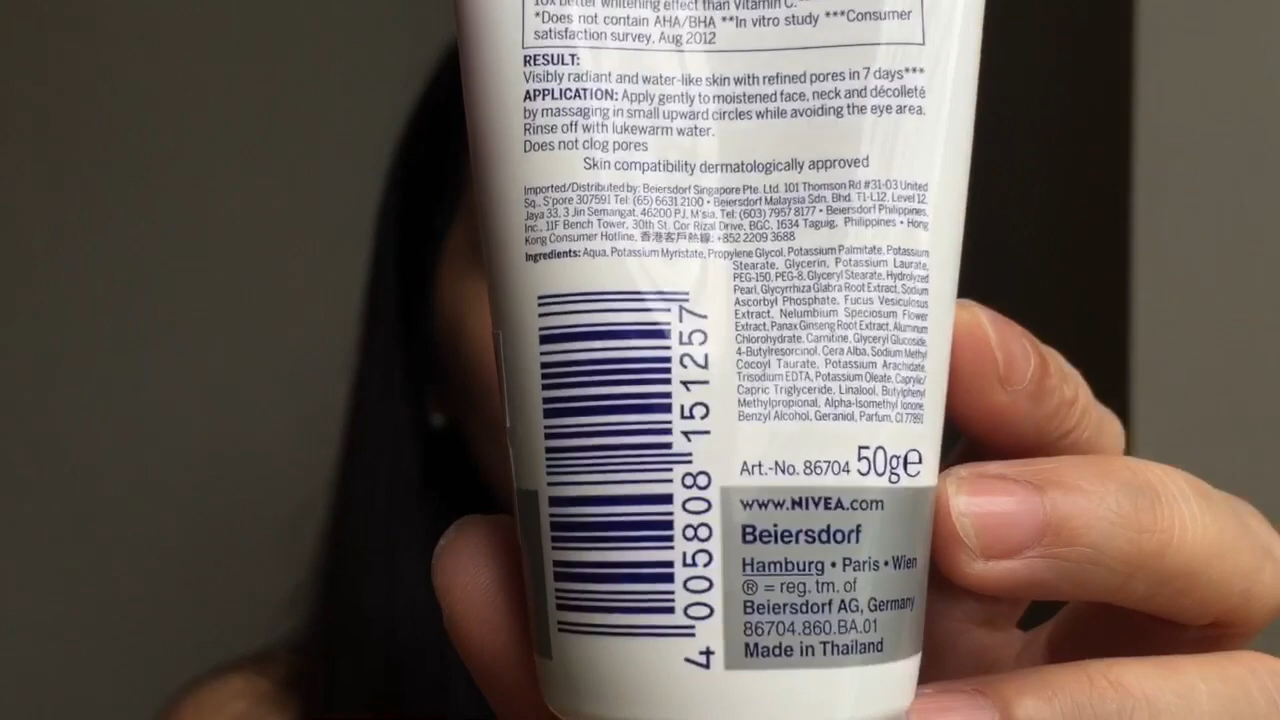 10x better whitening effect than Vitamin C.
*Does not contain AHA/BHA **In vitro study ***Consumer
satisfaction survey, Aug 2012
RESULT:
Visibly radiant and water-like skin with refined pores in 7 days***
APPLICATION: Apply gently to moistened face, neck and décolleté
by massaging in small upward circles while avoiding the eye area.
Rinse off with lukewarm water.
Does not clog pores
Skin compatibility dermatologically approved
Imported/Distributed by: Beiersdorf Singapore Pte. Ltd. 101 Thomson Rd #31-03 United
Sq., S'pore 307591 Tel: (65) 6631 2100 • Beiersdorf Malaysia Sdn. Bhd. T1-L12, Level 12,
Jaya 33, 3 Jln Semangat, 46200 P.J. M'sia. Tel: (603) 7957 8177 • Beiersdorf Philippines,
Inc., 11F Bench Tower, 30th St. Cor Rizal Drive, BGC, 1634 Taguig, Philippines • Hong
Kong Consumer Hotline, 香港客戶熱線: +852 2209 3688
Ingredients: Aqua, Potassium Myristate, Propylene Glycol, Potassium Palmitate, Potassium
Stearate, Glycerin, Potassium Laurate,
PEG-150, PEG-8, Glyceryl Stearate, Hydrolyzed
Pearl, Glycyrrhiza Glabra Root Extract, Sodium
Ascorbyl Phosphate, Fucus Vesiculosus
Extract, Nelumbium Speciosum Flower
Extract, Panax Ginseng Root Extract, Aluminum
Chlorohydrate, Carnitine, Glyceryl Glucoside,
4-Butylresorcinol, Cera Alba, Sodium Methyl
Cocoyl Taurate, Potassium Arachidate,
Trisodium EDTA, Potassium Oleate, Caprylic/
Capric Triglyceride, Linalool, Butylphenyl
Methylpropional, Alpha-Isomethyl Ionone,
Benzyl Alcohol, Geraniol, Parfum, CI 77891
4 005808 151257
Art.-No. 86704 50g℮
www.NIVEA.com
Beiersdorf
Hamburg • Paris • Wien
® = reg. tm. of
Beiersdorf AG, Germany
86704.860.BA.01
Made in Thailand